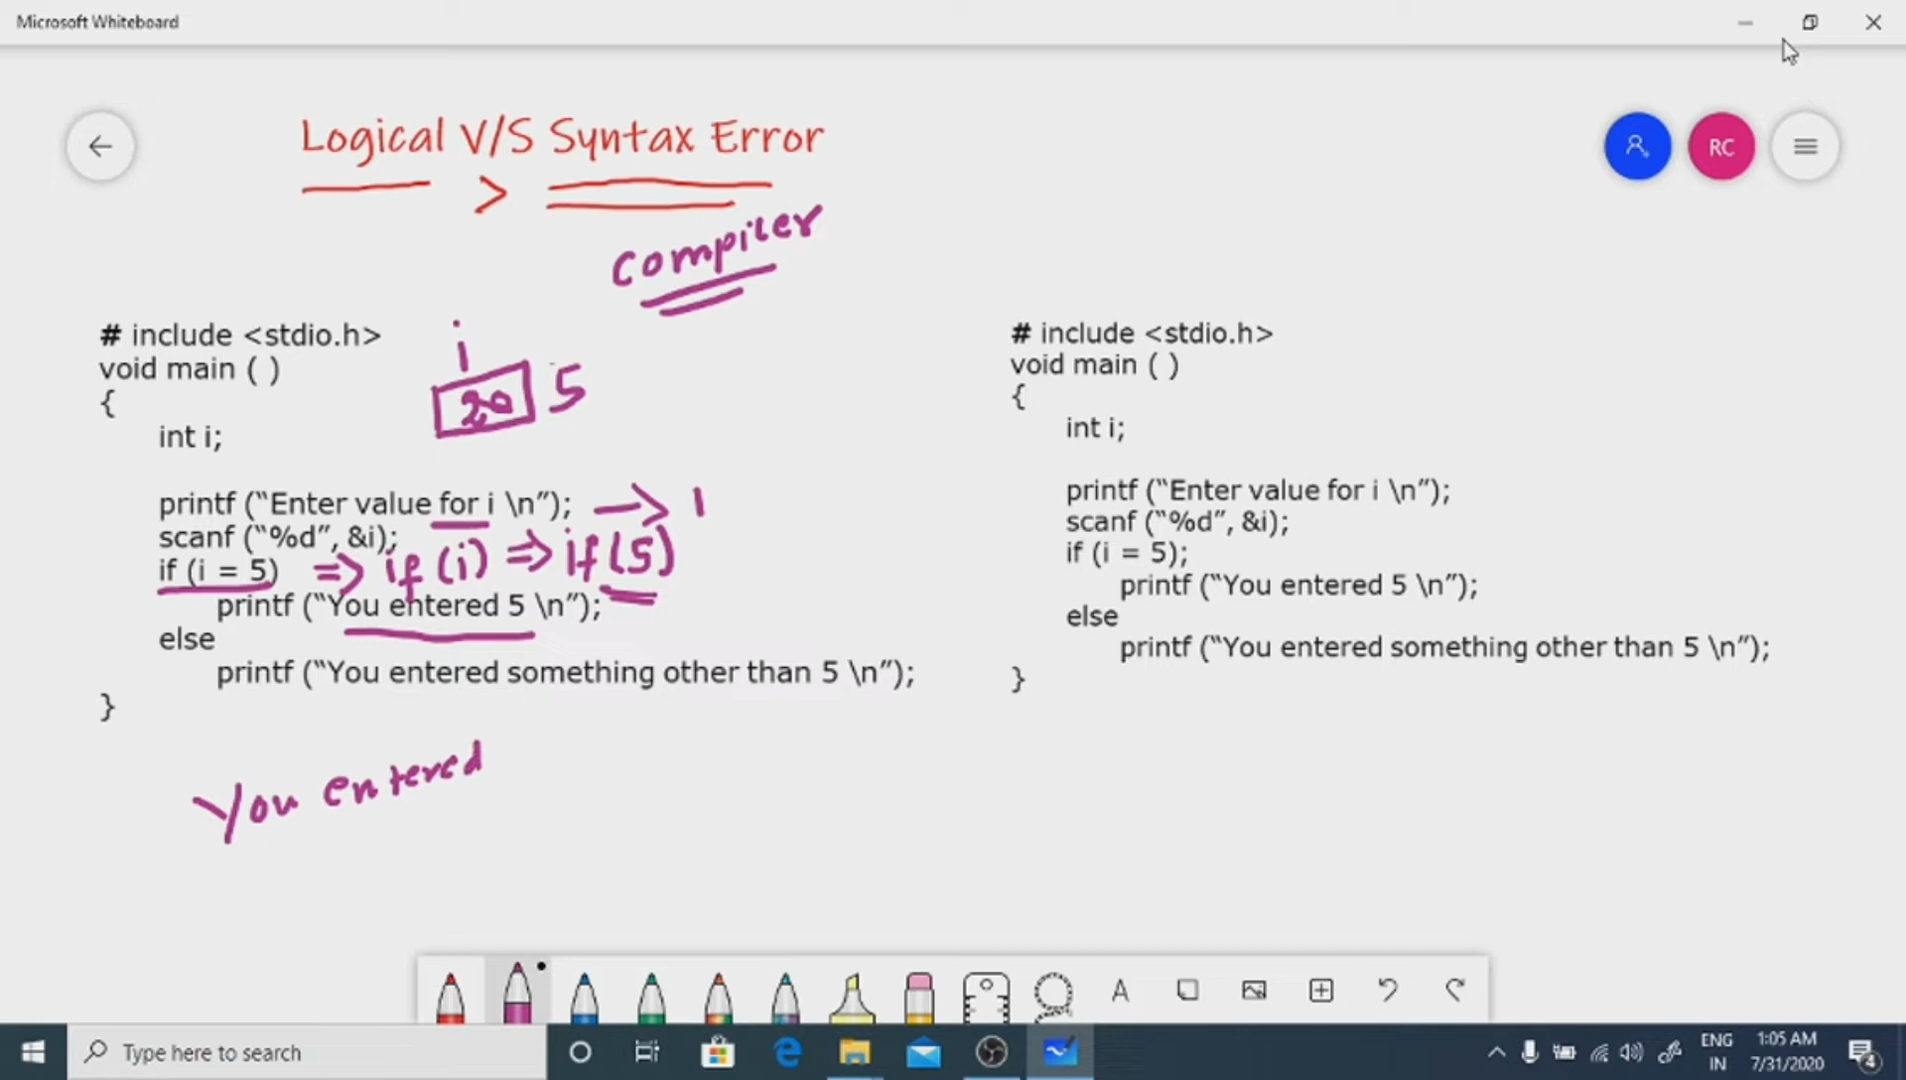 Microsoft Whiteboard
Logical V/S Syntax Error
>
compiler
RC
# include <stdio.h>
void main ( )
{
int i;
i
20 5
printf (“Enter value for i \n”); → 1
scanf (“%d”, &i);
if (i = 5) => if (i) => if (5)
printf (“You entered 5 \n”);
else
printf (“You entered something other than 5 \n”);
}
You entered
# include <stdio.h>
void main ( )
{
int i;
printf (“Enter value for i \n”);
scanf (“%d”, &i);
if (i = 5);
printf (“You entered 5 \n”);
else
printf (“You entered something other than 5 \n”);
}
A
Type here to search
ENG
IN
1:05 AM
7/31/2020
4